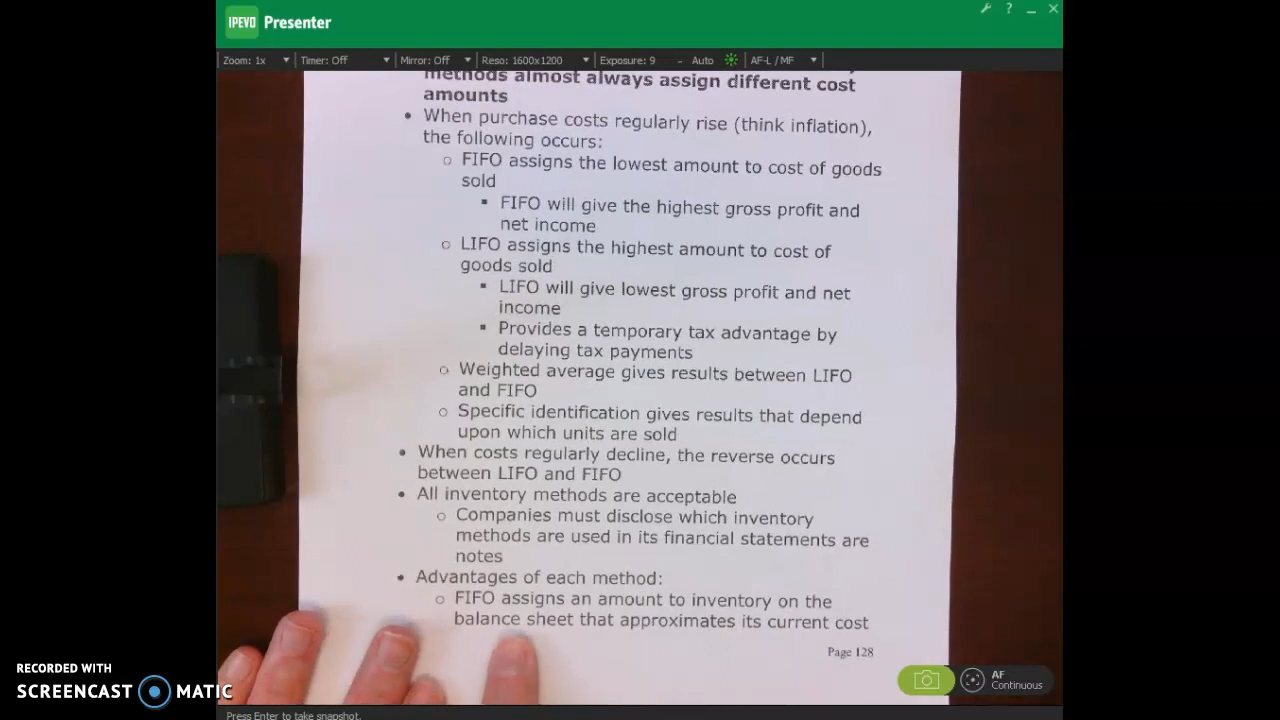 IPEVO Presenter
Zoom: 1x Timer: Off Mirror: Off Reso: 1600x1200 Exposure: 9 - Auto AF-L / MF
methods almost always assign different cost
amounts
• When purchase costs regularly rise (think inflation),
the following occurs:
○ FIFO assigns the lowest amount to cost of goods
sold
▪ FIFO will give the highest gross profit and
net income
○ LIFO assigns the highest amount to cost of
goods sold
▪ LIFO will give lowest gross profit and net
income
▪ Provides a temporary tax advantage by
delaying tax payments
○ Weighted average gives results between LIFO
and FIFO
○ Specific identification gives results that depend
upon which units are sold
• When costs regularly decline, the reverse occurs
between LIFO and FIFO
• All inventory methods are acceptable
○ Companies must disclose which inventory
methods are used in its financial statements are
notes
• Advantages of each method:
○ FIFO assigns an amount to inventory on the
balance sheet that approximates its current cost
Page 128
AF
Continuous
RECORDED WITH
SCREENCAST MATIC
Press Enter to take snapshot.